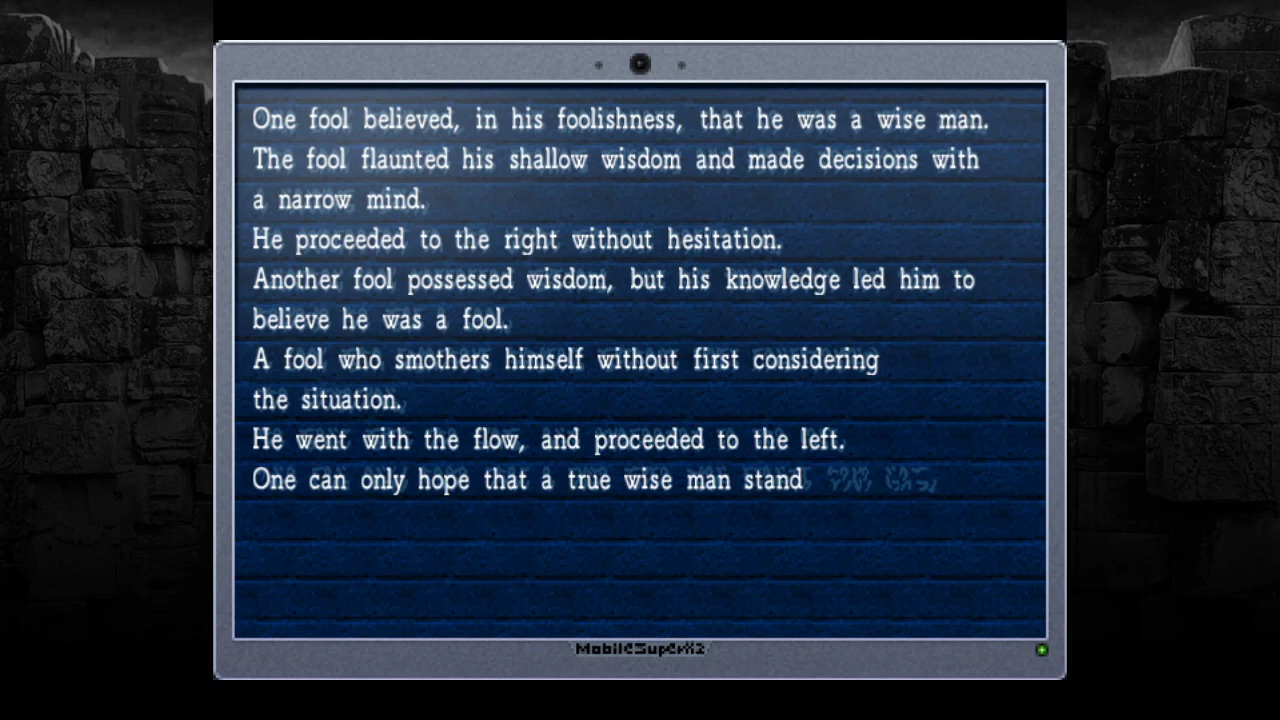 One fool believed, in his foolishness, that he was a wise man.
The fool flaunted his shallow wisdom and made decisions with
a narrow mind.
He proceeded to the right without hesitation.
Another fool possessed wisdom, but his knowledge led him to
believe he was a fool.
A fool who smothers himself without first considering
the situation.
He went with the flow, and proceeded to the left.
One can only hope that a true wise man stand
MobileSuperX2